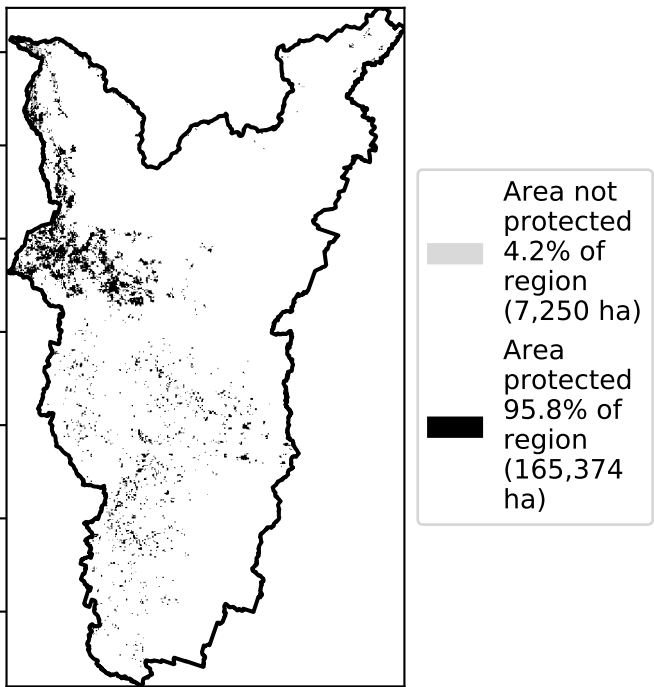 Area not
protected
4.2% of
region
(7,250 ha)
Area
protected
95.8% of
region
(165,374
ha)